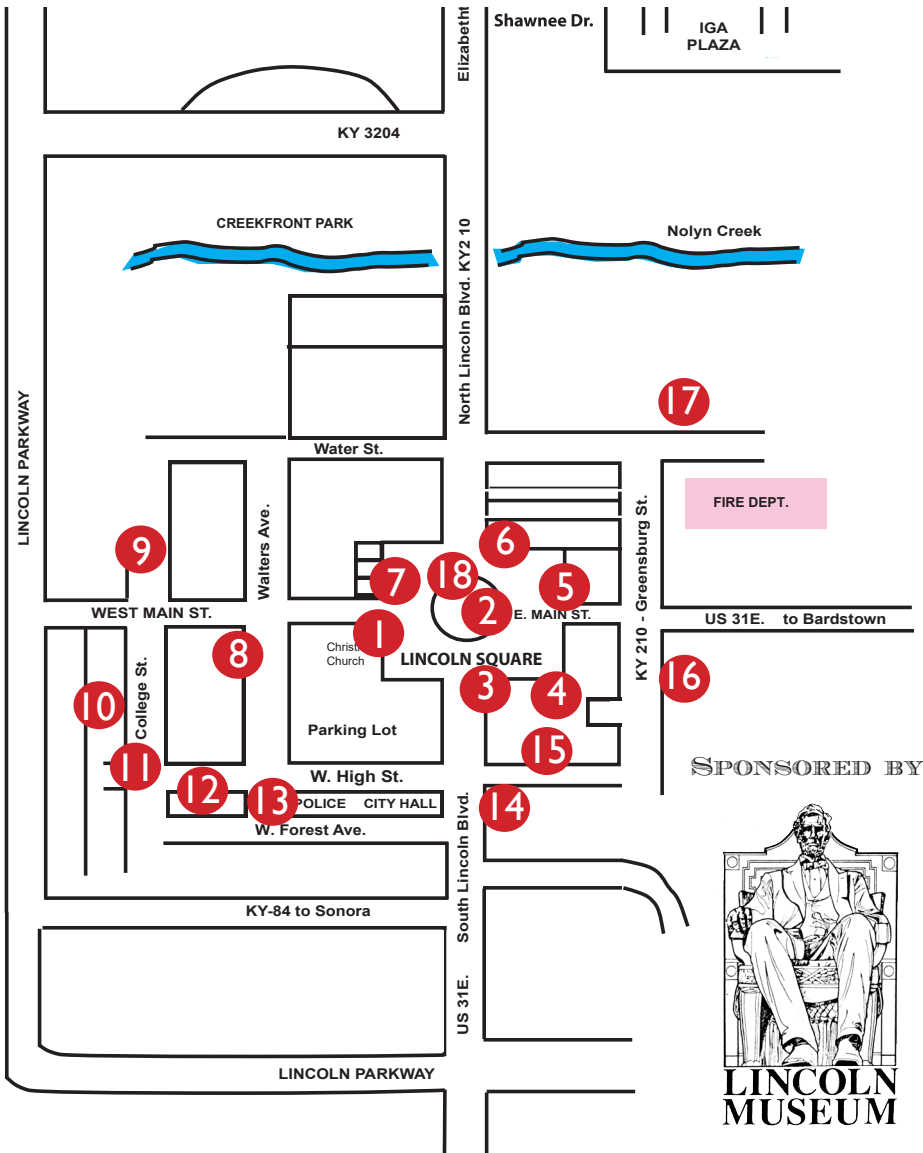 Shawnee Dr.
IGA
PLAZA
Elizabetht
KY 3204
CREEKFRONT PARK
Nolyn Creek
North Lincoln Blvd. KY2 10
LINCOLN PARKWAY
17
Water St.
FIRE DEPT.
Walters Ave.
KY 210 - Greensburg St.
6
9
18
7
5
2
WEST MAIN ST.
E. MAIN ST.
US 31E. to Bardstown
1
Christi
Church
LINCOLN SQUARE
8
3
4
16
10
College St.
Parking Lot
15
11
W. High St.
SPONSORED BY
12
13
POLICE CITY HALL
14
W. Forest Ave.
South Lincoln Blvd.
KY-84 to Sonora
US 31E.
LINCOLN PARKWAY
LINCOLN
MUSEUM